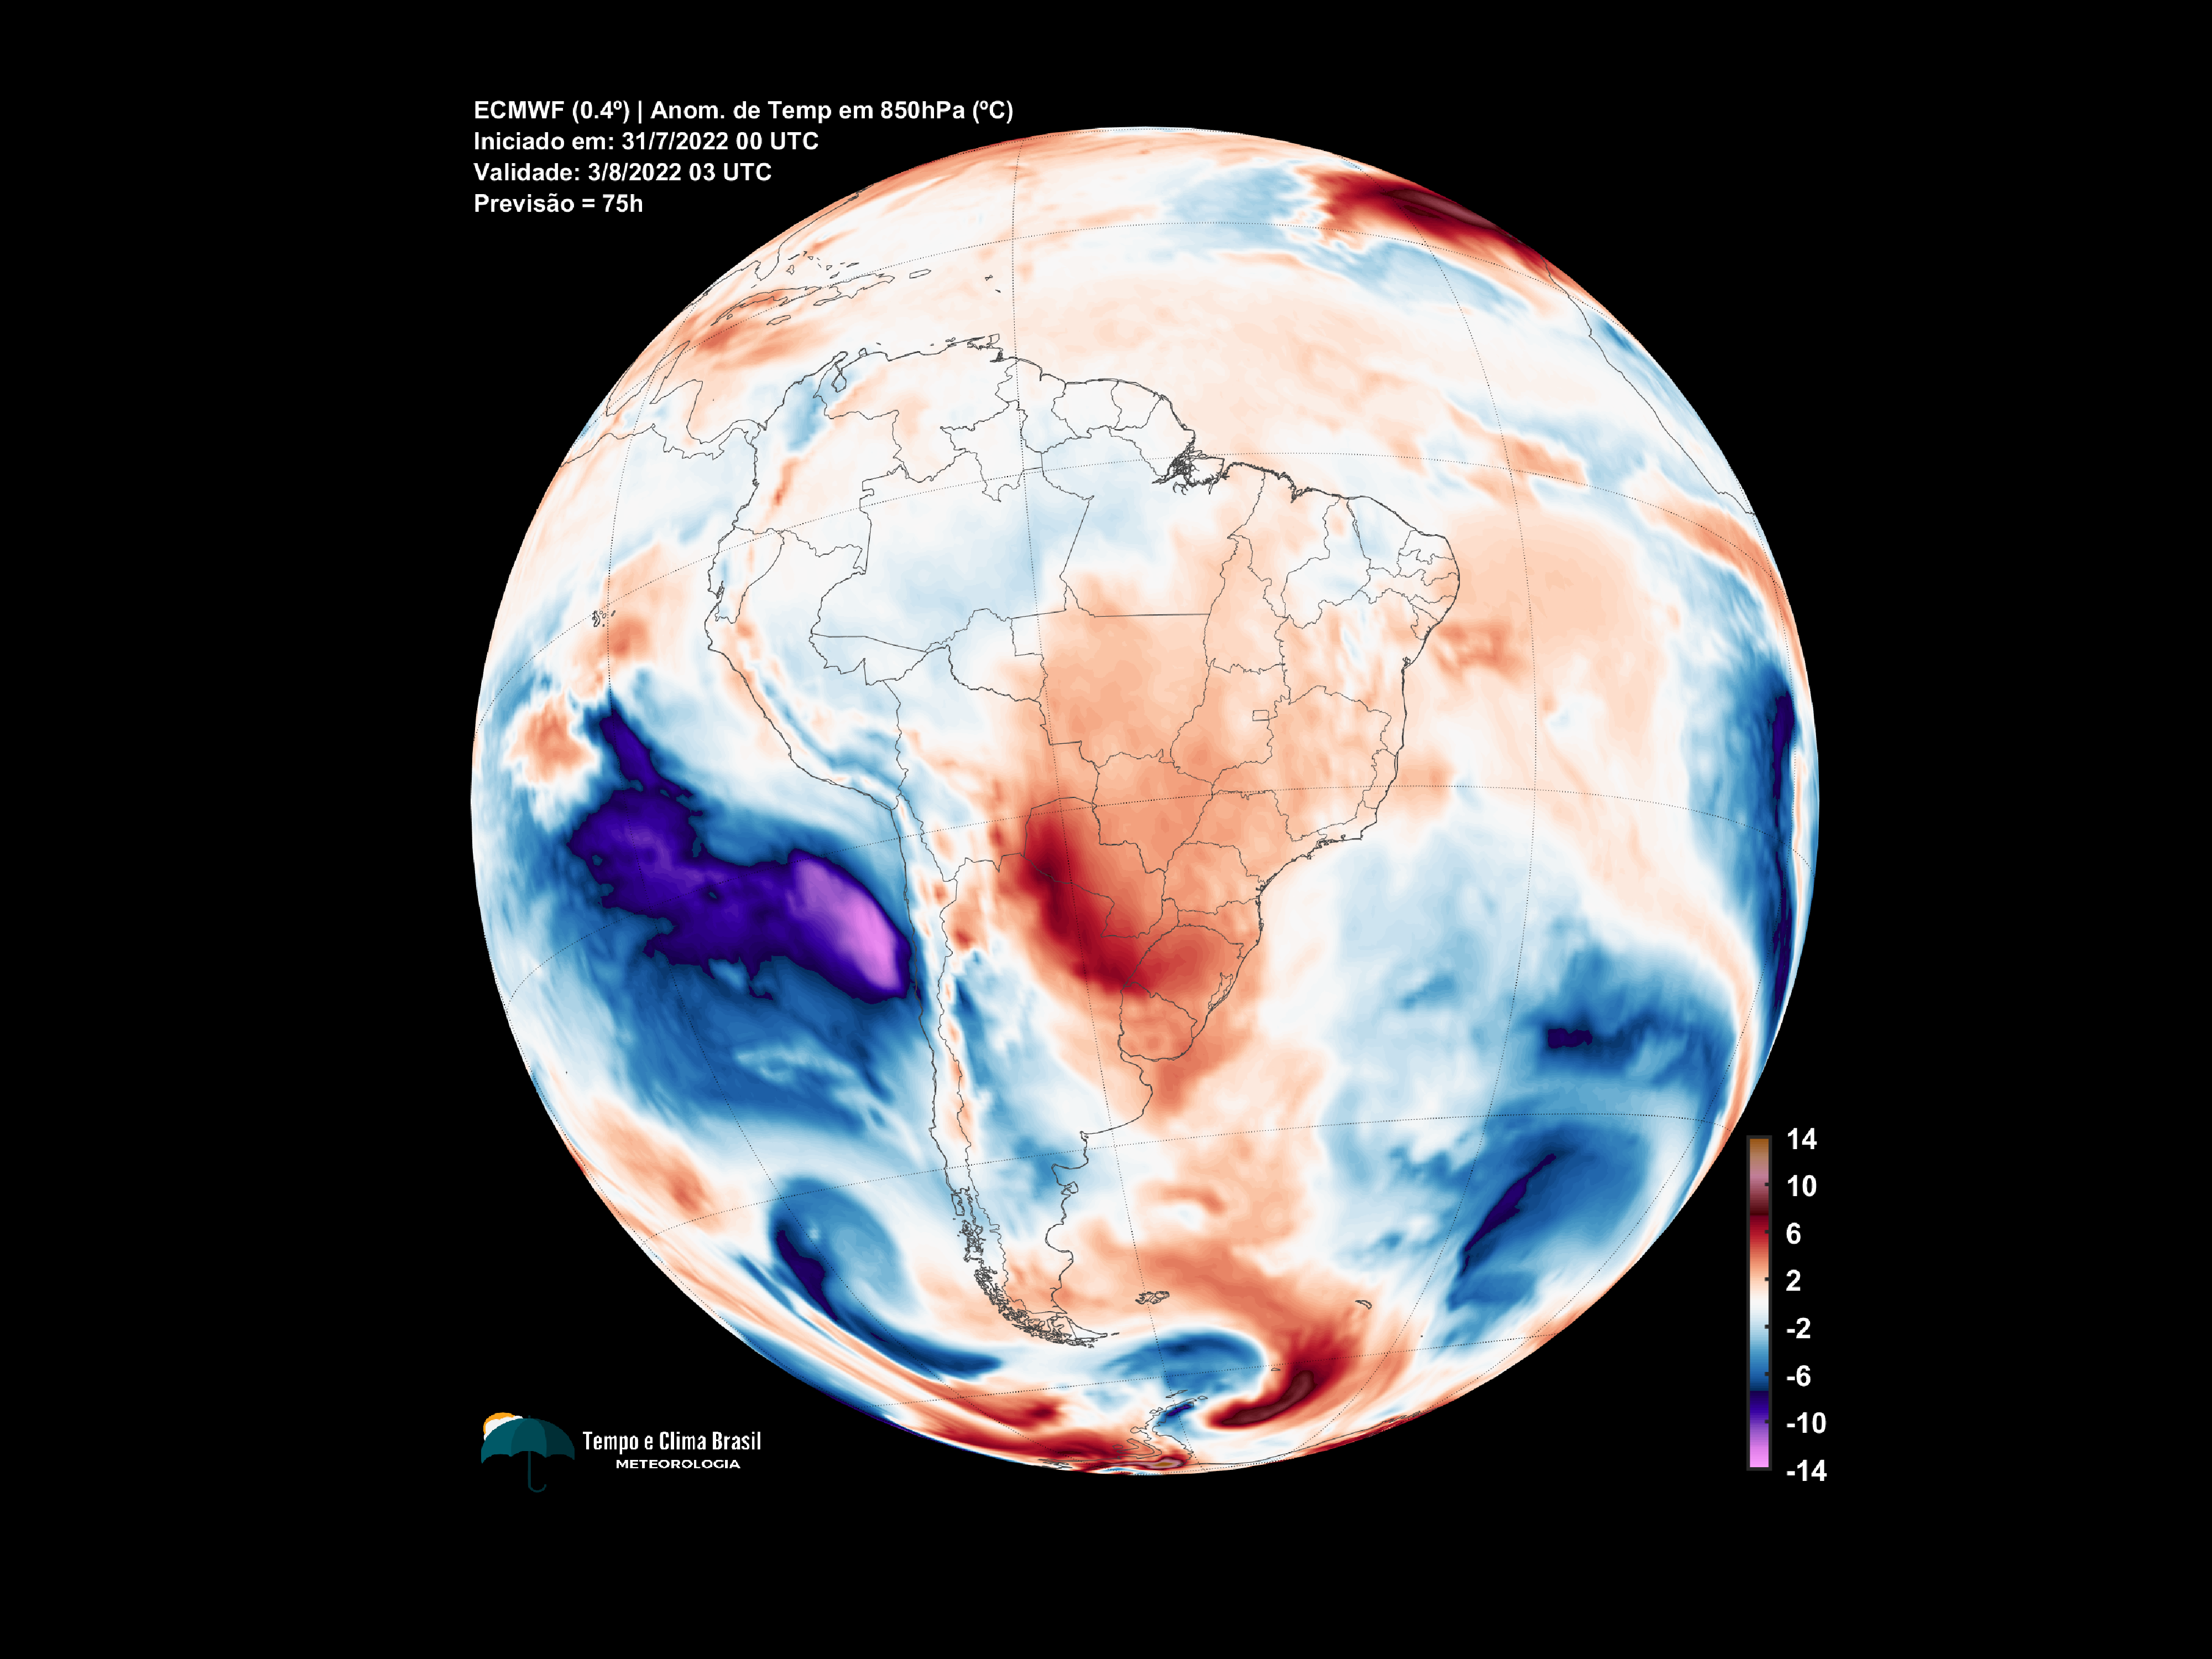 ECMWF (0.4º) | Anom. de Temp em 850hPa (ºC)
Iniciado em: 31/7/2022 00 UTC
Validade: 3/8/2022 03 UTC
Previsão = 75h
14
10
6
2
-2
-6
-10
-14
Tempo e Clima Brasil
METEOROLOGIA